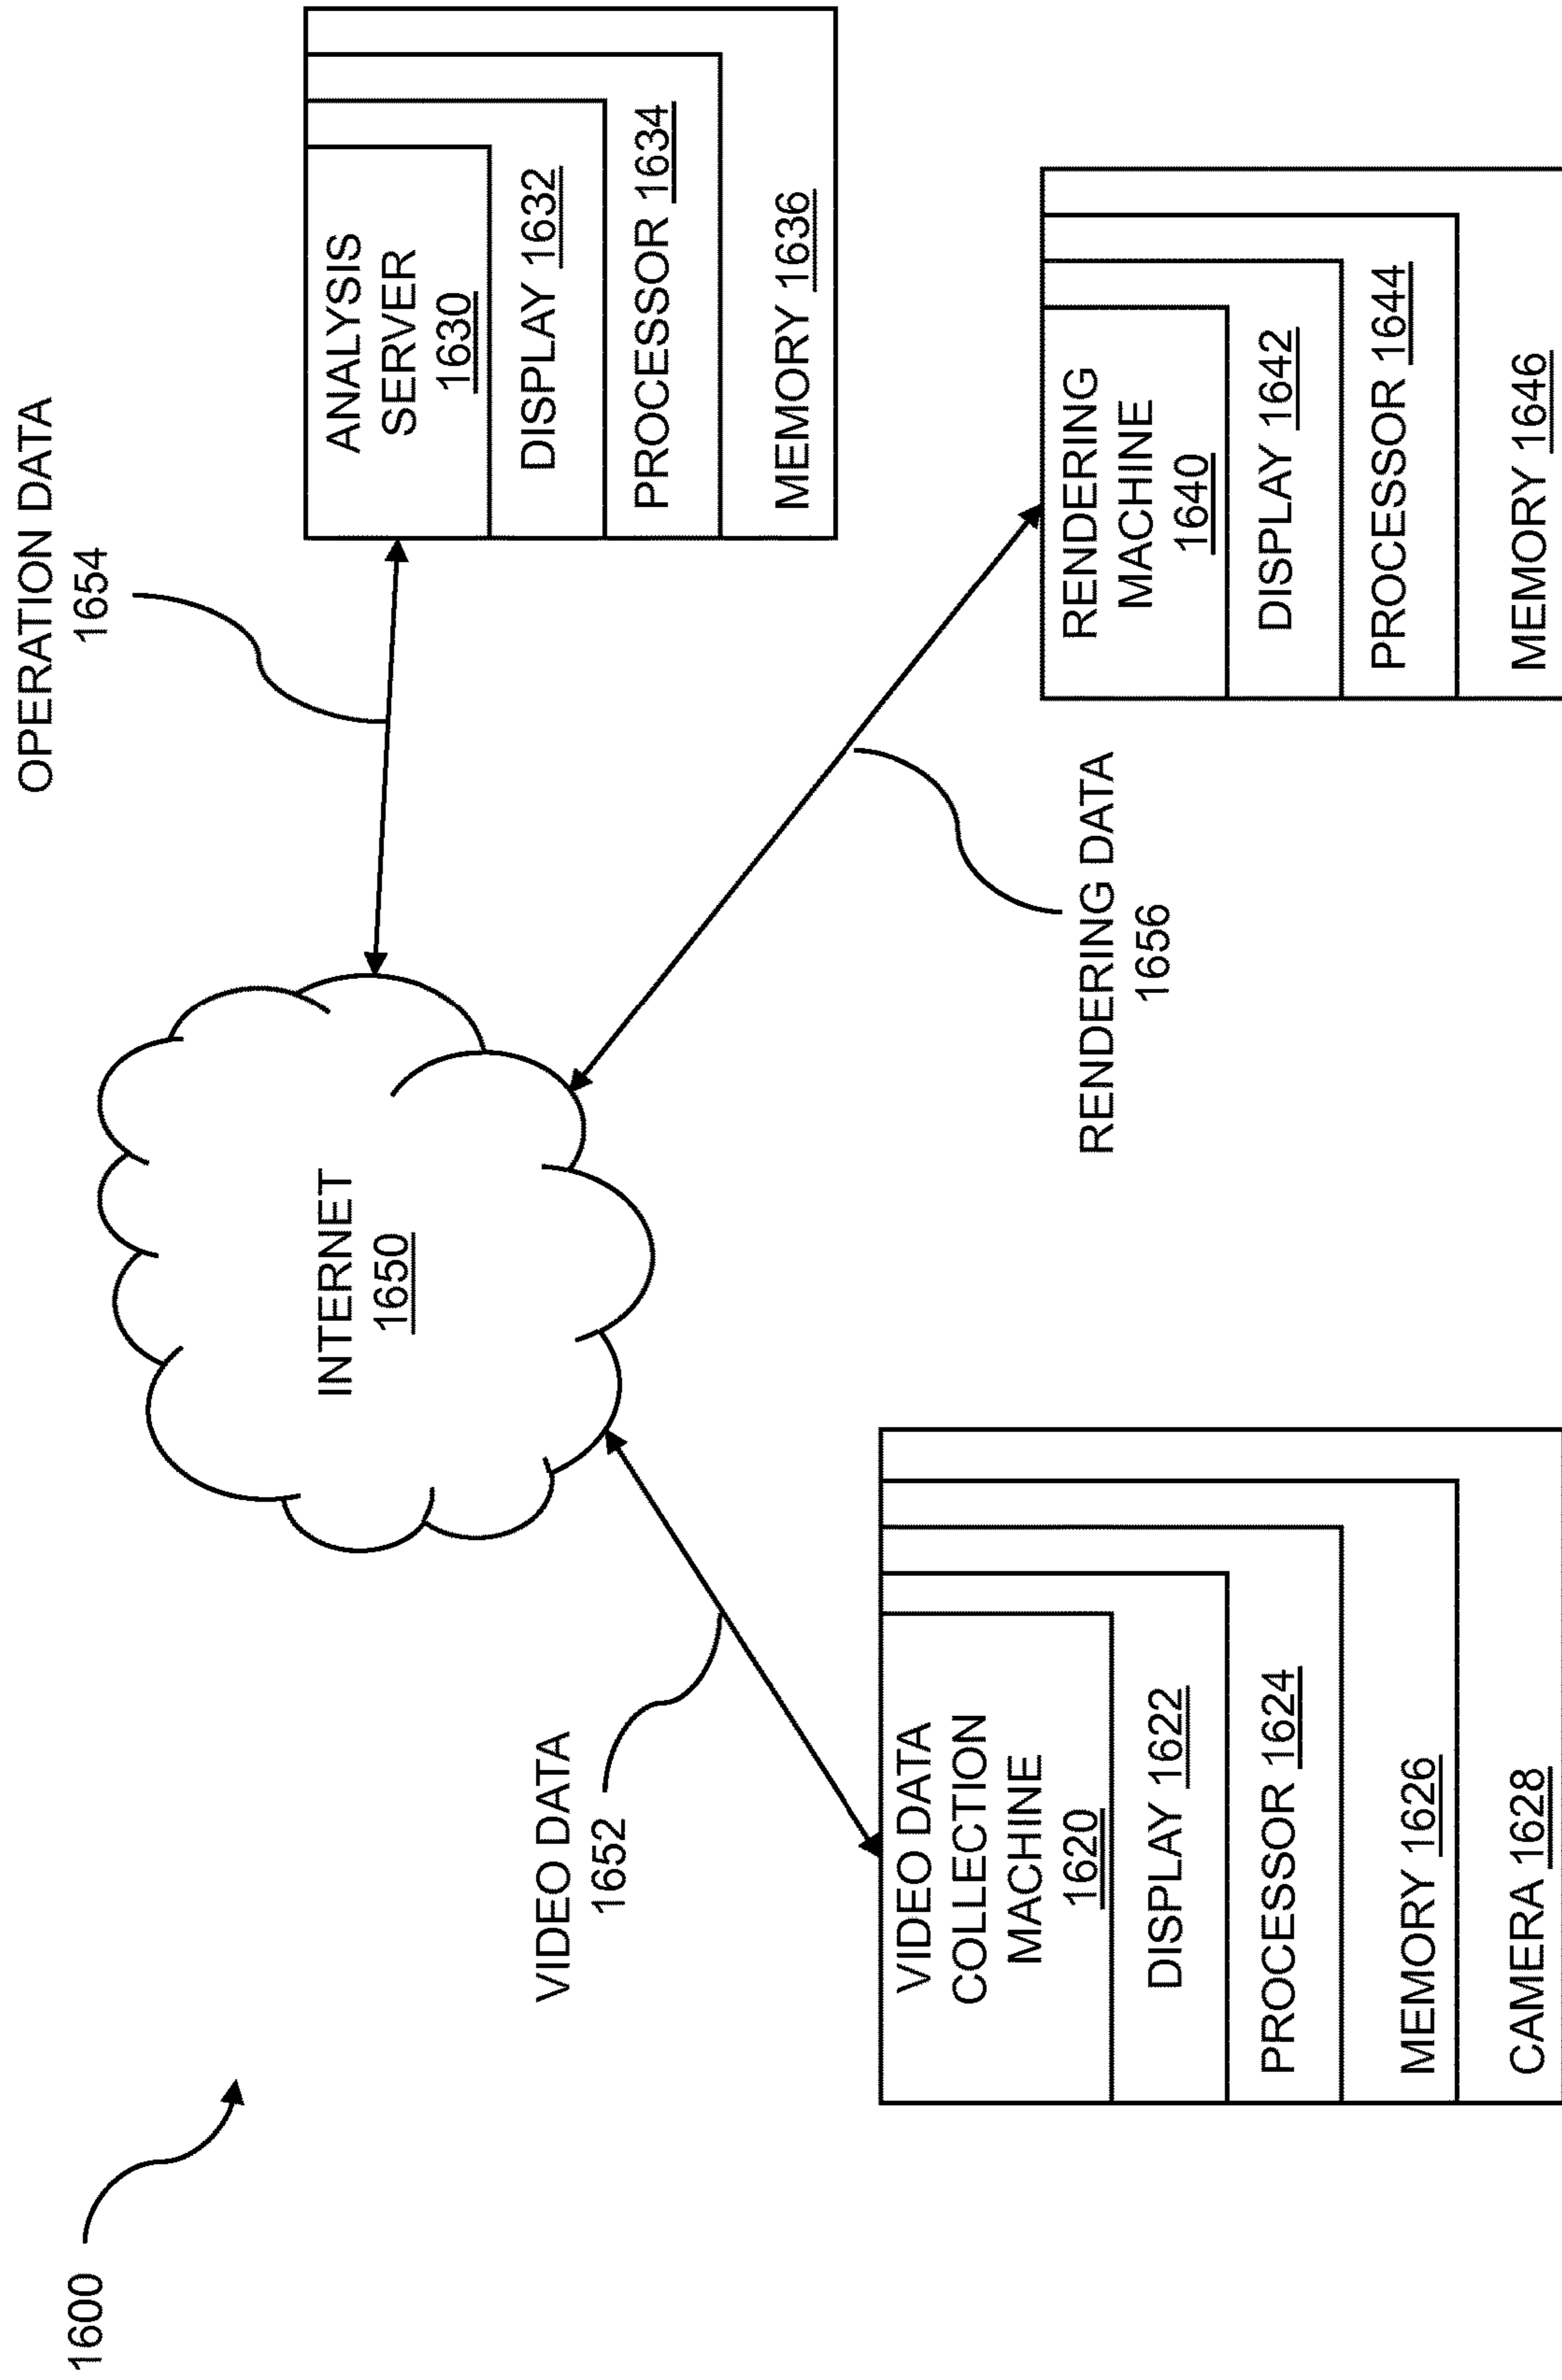 1600
OPERATION DATA
1654
INTERNET
1650
ANALYSIS
SERVER
1630
DISPLAY 1632
PROCESSOR 1634
MEMORY 1636
VIDEO DATA
1652
RENDERING DATA
1656
VIDEO DATA
COLLECTION
MACHINE
1620
DISPLAY 1622
PROCESSOR 1624
MEMORY 1626
CAMERA 1628
RENDERING
MACHINE
1640
DISPLAY 1642
PROCESSOR 1644
MEMORY 1646